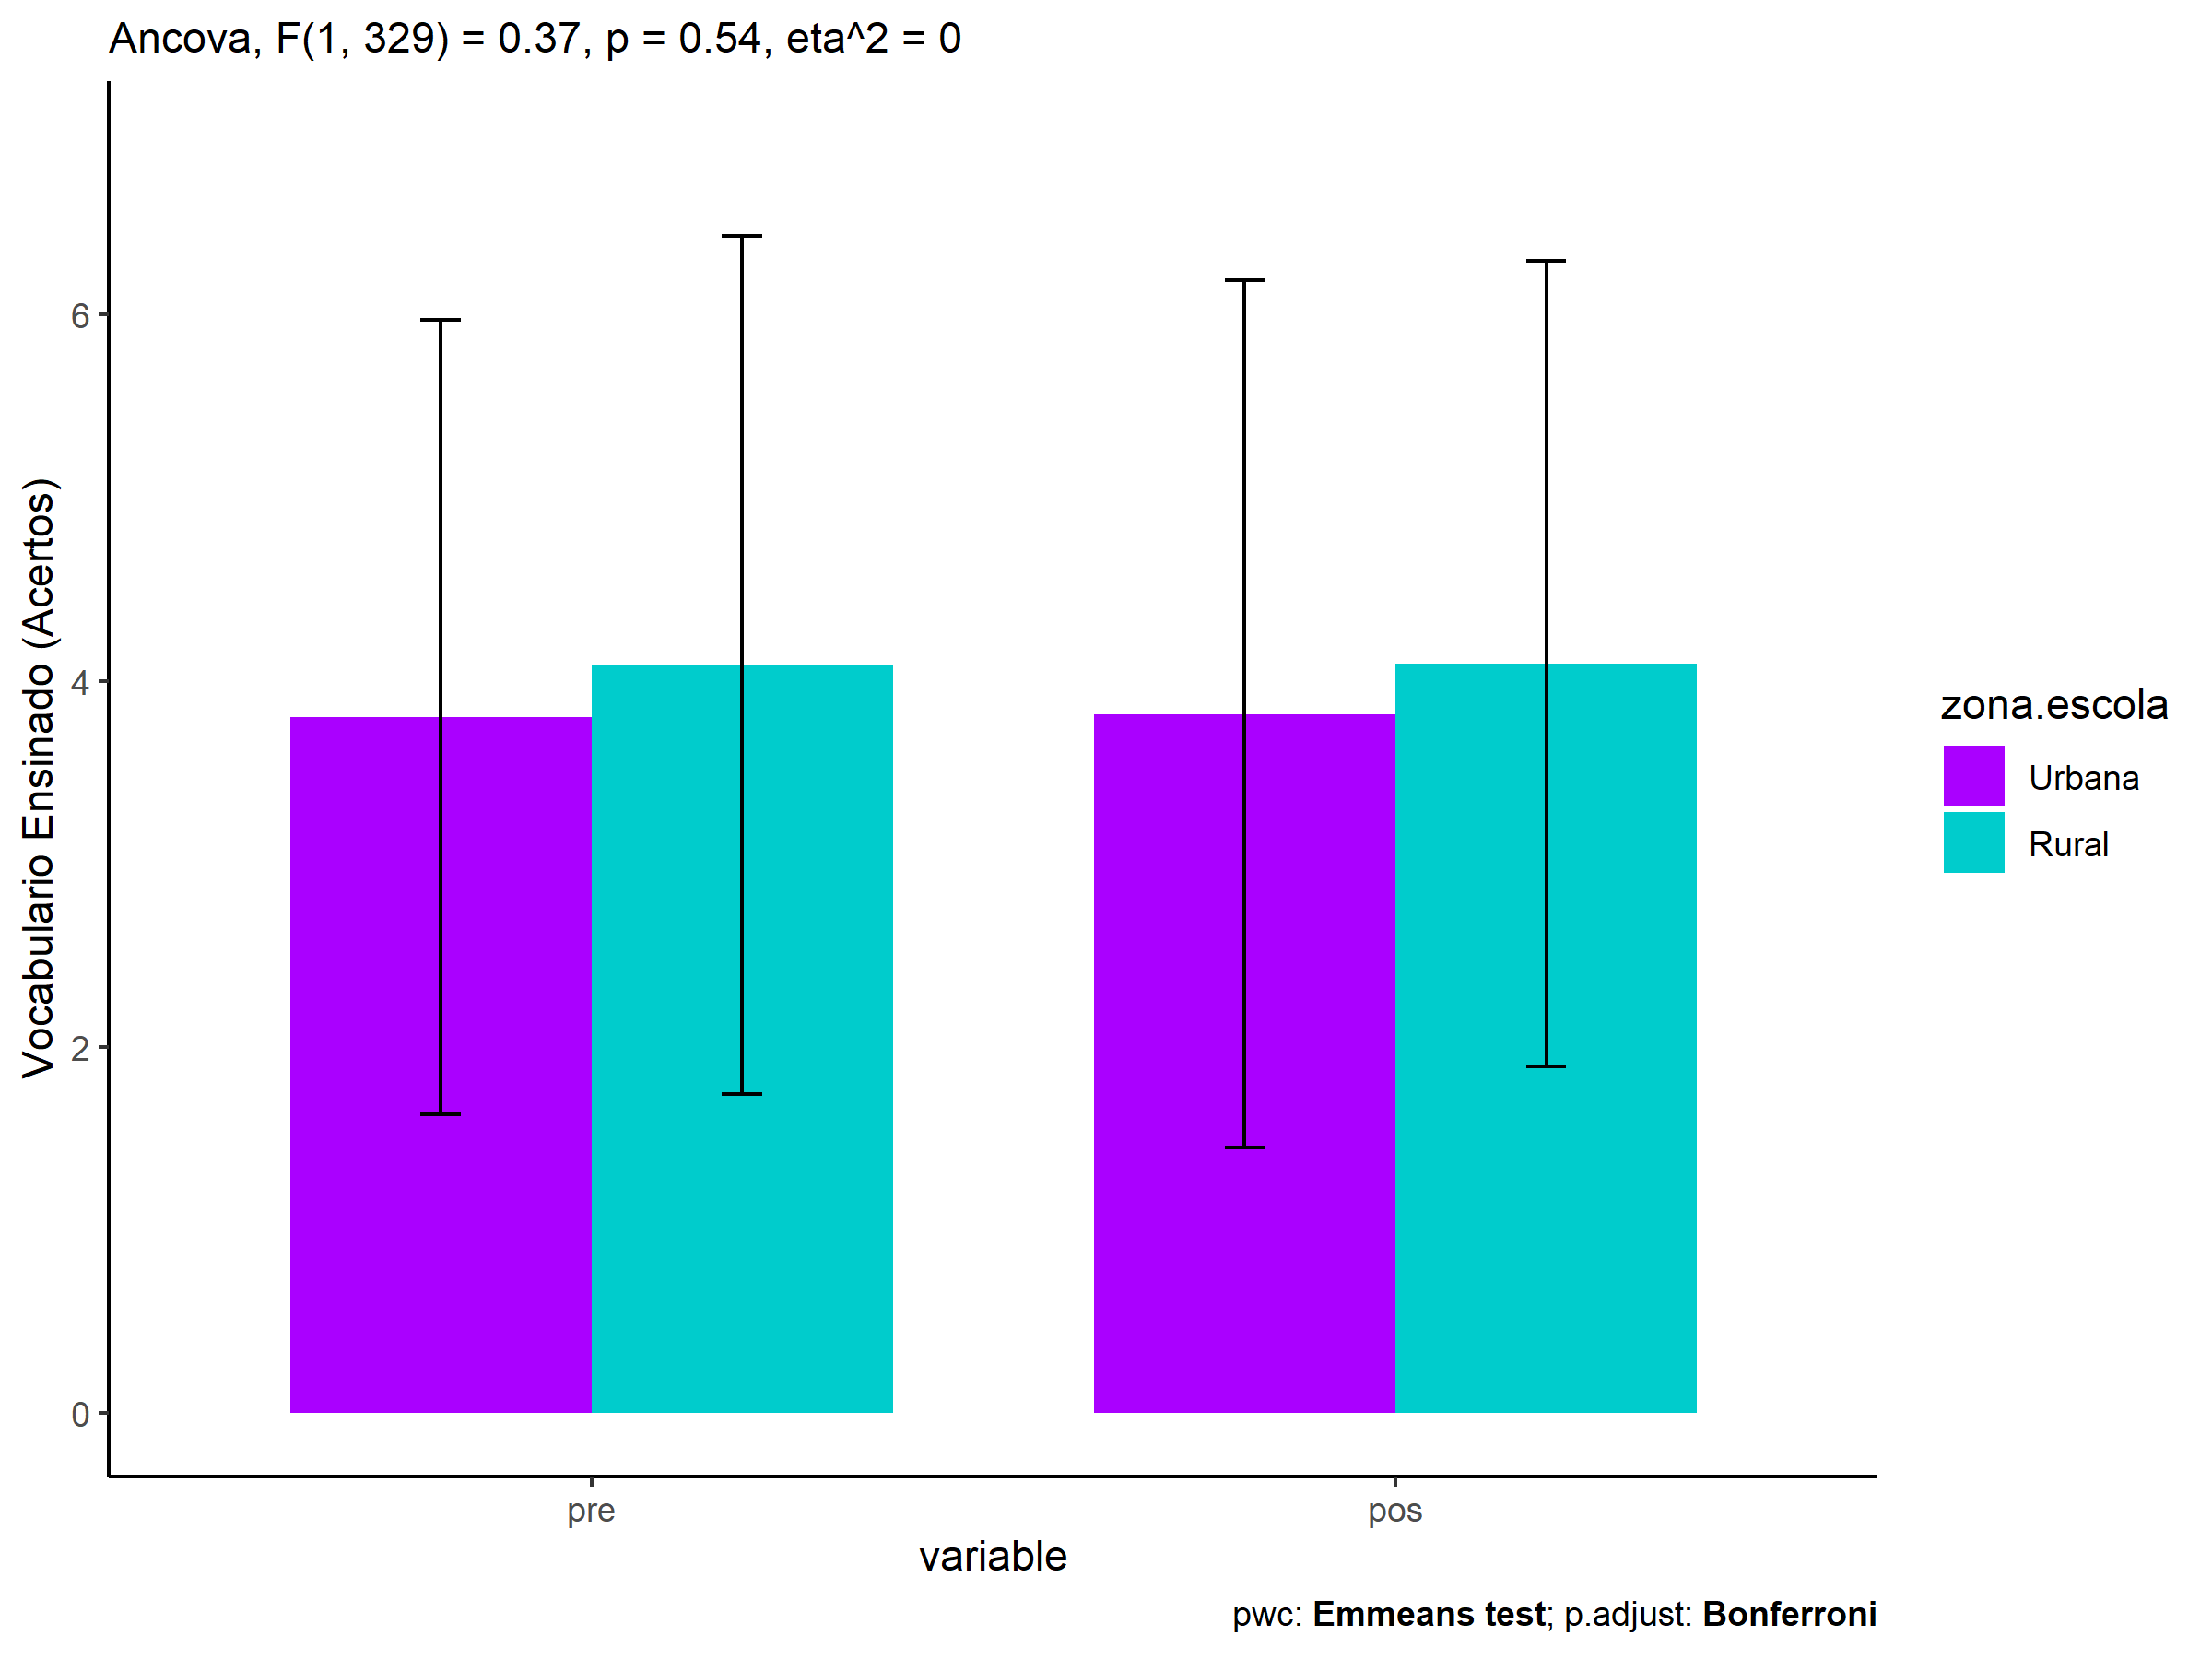 Ancova, F(1, 329) = 0.37, p = 0.54, eta^2 = 0
Vocabulario Ensinado (Acertos)
6
4
2
0
pre
pos
variable
zona.escola
Urbana
Rural
pwc: Emmeans test; p.adjust: Bonferroni